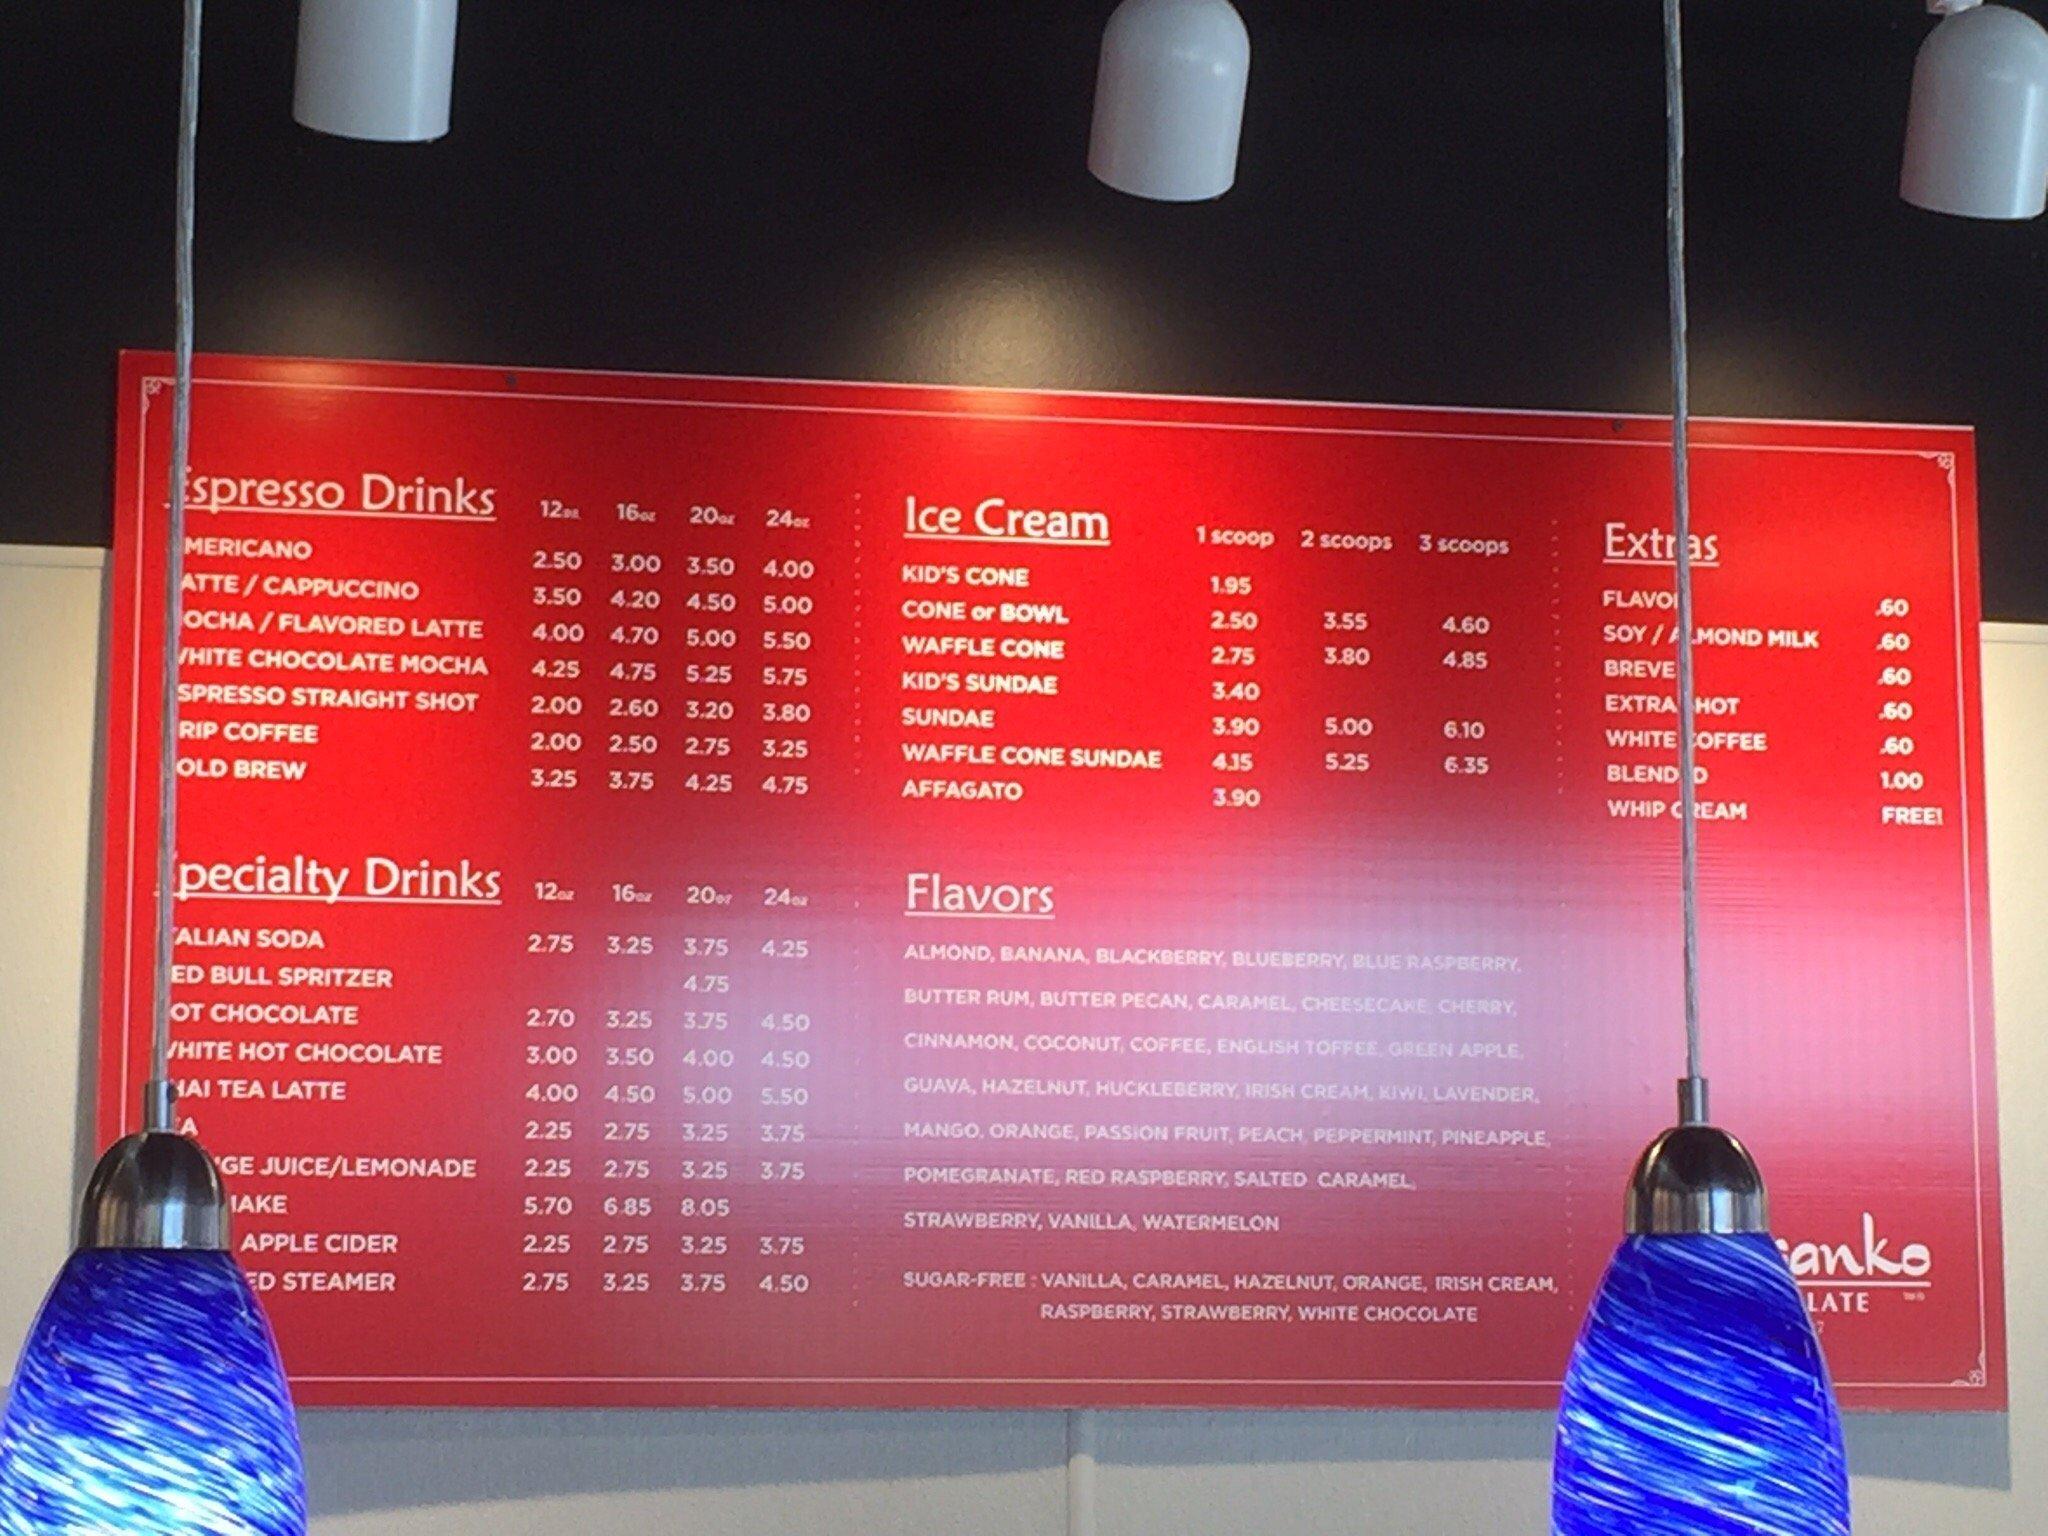 Espresso Drinks 12oz 16oz 20oz 24oz
MERICANO 2.50 3.00 3.50 4.00
ATTE / CAPPUCCINO 3.50 4.20 4.50 5.00
OCHA / FLAVORED LATTE 4.00 4.70 5.00 5.50
WHITE CHOCOLATE MOCHA 4.25 4.75 5.25 5.75
SPRESSO STRAIGHT SHOT 2.00 2.60 3.20 3.80
RIP COFFEE 2.00 2.50 2.75 3.25
OLD BREW 3.25 3.75 4.25 4.75
Specialty Drinks 12oz 16oz 20oz 24oz
ALIAN SODA 2.75 3.25 3.75 4.25
ED BULL SPRITZER 4.75
OT CHOCOLATE 2.70 3.25 3.75 4.50
WHITE HOT CHOCOLATE 3.00 3.50 4.00 4.50
HAI TEA LATTE 4.00 4.50 5.00 5.50
A 2.25 2.75 3.25 3.75
NGE JUICE/LEMONADE 2.25 2.75 3.25 3.75
HAKE 5.70 6.85 8.05
APPLE CIDER 2.25 2.75 3.25 3.75
ED STEAMER 2.75 3.25 3.75 4.50
Ice Cream 1 scoop 2 scoops 3 scoops
KID'S CONE 1.95
CONE or BOWL 2.50 3.55 4.60
WAFFLE CONE 2.75 3.80 4.85
KID'S SUNDAE 3.40
SUNDAE 3.90 5.00 6.10
WAFFLE CONE SUNDAE 4.15 5.25 6.35
AFFAGATO 3.90
Flavors
ALMOND, BANANA, BLACKBERRY, BLUEBERRY, BLUE RASPBERRY,
BUTTER RUM, BUTTER PECAN, CARAMEL, CHEESECAKE, CHERRY,
CINNAMON, COCONUT, COFFEE, ENGLISH TOFFEE, GREEN APPLE,
GUAVA, HAZELNUT, HUCKLEBERRY, IRISH CREAM, KIWI, LAVENDER,
MANGO, ORANGE, PASSION FRUIT, PEACH, PEPPERMINT, PINEAPPLE,
POMEGRANATE, RED RASPBERRY, SALTED CARAMEL,
STRAWBERRY, VANILLA, WATERMELON
SUGAR-FREE : VANILLA, CARAMEL, HAZELNUT, ORANGE, IRISH CREAM,
RASPBERRY, STRAWBERRY, WHITE CHOCOLATE
Extras
FLAVOR .60
SOY / ALMOND MILK .60
BREVE .60
EXTRA SHOT .60
WHITE COFFEE .60
BLENDED 1.00
WHIP CREAM FREE!
sanko
LATE